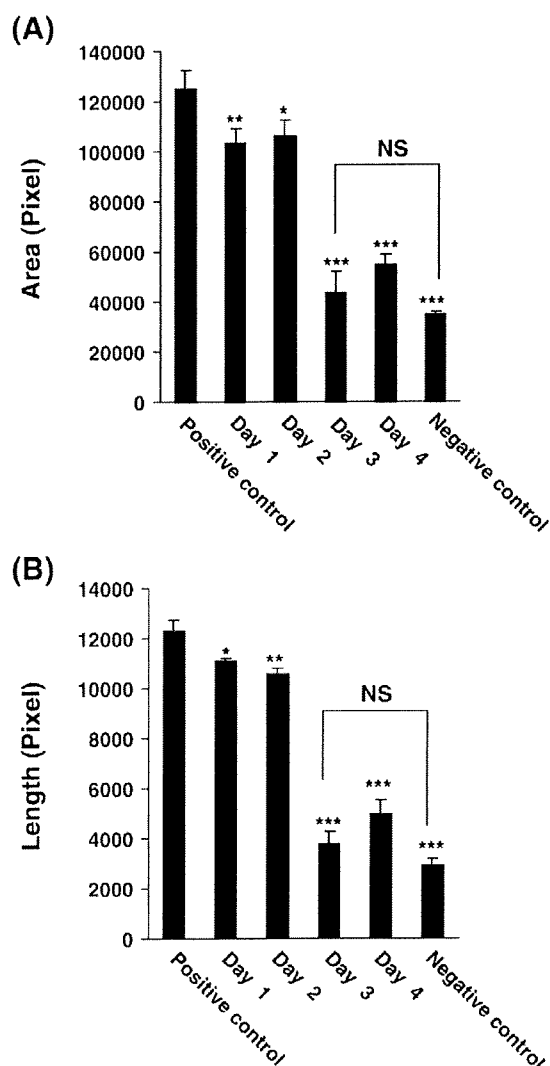 (A)
140000
120000
100000
80000
60000
40000
20000
0
Area (Pixel)
**
*
***
***
***
NS
Positive control
Day 1
Day 2
Day 3
Day 4
Negative control
(B)
14000
12000
10000
8000
6000
4000
2000
0
Length (Pixel)
*
**
***
***
***
NS
Positive control
Day 1
Day 2
Day 3
Day 4
Negative control